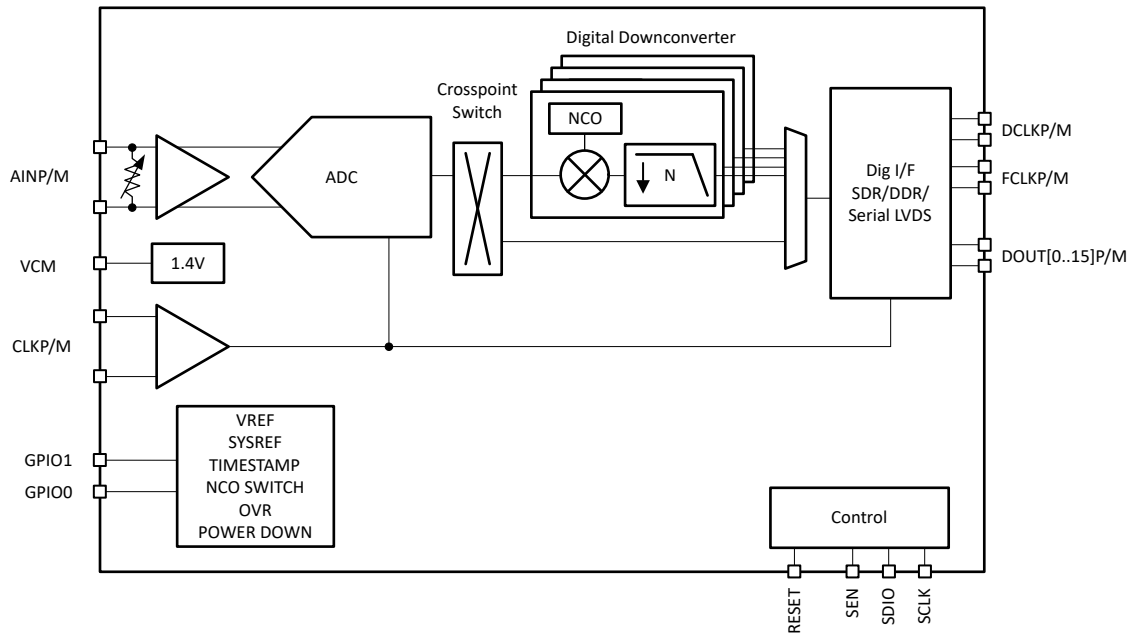 Digital Downconverter
Crosspoint
Switch
NCO
N
ADC
AINP/M
VCM
1.4V
CLKP/M
Dig I/F
SDR/DDR/
Serial LVDS
DCLKP/M
FCLKP/M
DOUT[0..15]P/M
GPIO1
GPIO0
VREF
SYSREF
TIMESTAMP
NCO SWITCH
OVR
POWER DOWN
Control
RESET
SEN
SDIO
SCLK